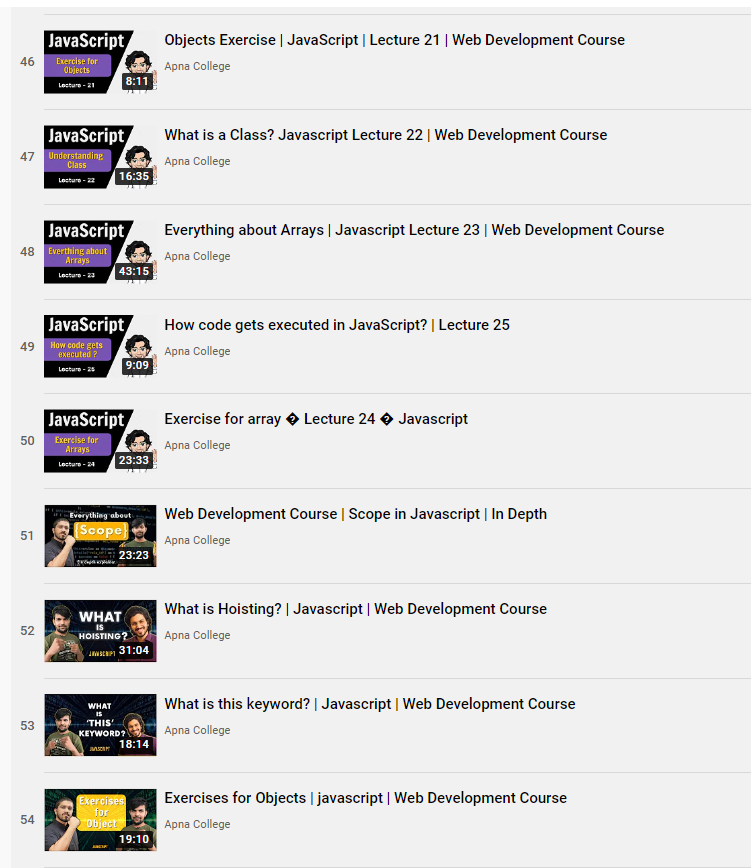 46
JavaScript
Exercise for
Objects
Lecture - 21
8:11
Objects Exercise | JavaScript | Lecture 21 | Web Development Course
Apna College
47
JavaScript
Understanding
Class
Lecture - 22
16:35
What is a Class? Javascript Lecture 22 | Web Development Course
Apna College
48
JavaScript
Everthing about
Arrays
Lecture - 23
43:15
Everything about Arrays | Javascript Lecture 23 | Web Development Course
Apna College
49
JavaScript
How code gets
executed ?
Lecture - 25
9:09
How code gets executed in JavaScript? | Lecture 25
Apna College
50
JavaScript
Exercise for
Arrays
Lecture - 24
23:33
Exercise for array � Lecture 24 � Javascript
Apna College
51
Everything about
{Scope}
23:23
Web Development Course | Scope in Javascript | In Depth
Apna College
52
WHAT
IS
HOISTING?
JAVASCRIPT
31:04
What is Hoisting? | Javascript | Web Development Course
Apna College
53
WHAT
IS
'THIS'
KEYWORD?
JAVASCRIPT
18:14
What is this keyword? | Javascript | Web Development Course
Apna College
54
Exercises
for
Object
19:10
Exercises for Objects | javascript | Web Development Course
Apna College